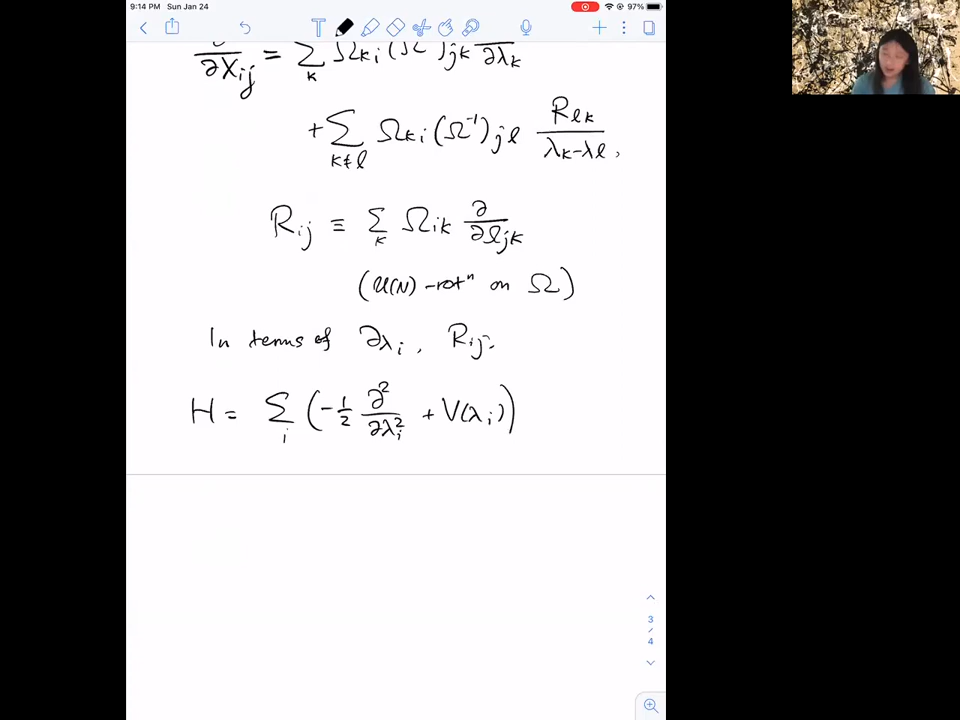 9:14 PM Sun Jan 24
97%
∂/∂X_ij = Σ_k Ω_ki (Ω⁻¹)_jk ∂/∂λ_k
+ Σ_{k≠l} Ω_ki (Ω⁻¹)_jl R_lk/(λ_k-λ_l),
R_ij ≡ Σ_k Ω_ik ∂/∂Ω_jk
(U(N)-rotⁿ on Ω)
In terms of ∂λ_i, R_ij:
H = Σ_i (-½ ∂²/∂λ_i² + V(λ_i))
3
/
4